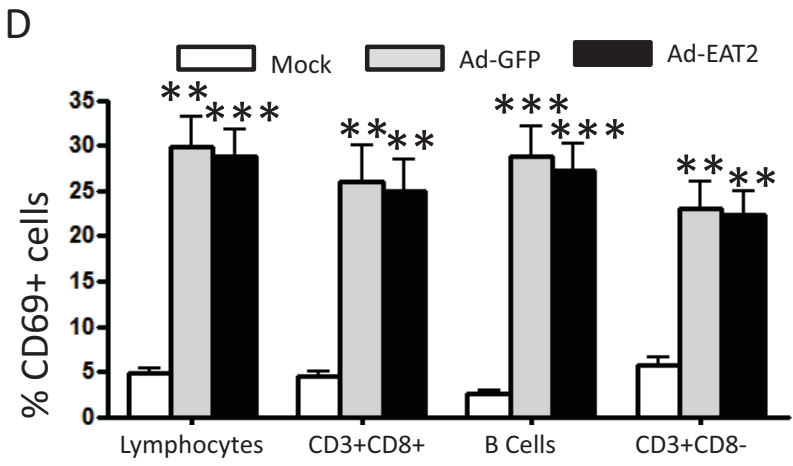 D
Mock Ad-GFP Ad-EAT2
% CD69+ cells
35
30
25
20
15
10
5
0
** *** ** ** *** *** ** **
Lymphocytes CD3+CD8+ B Cells CD3+CD8-